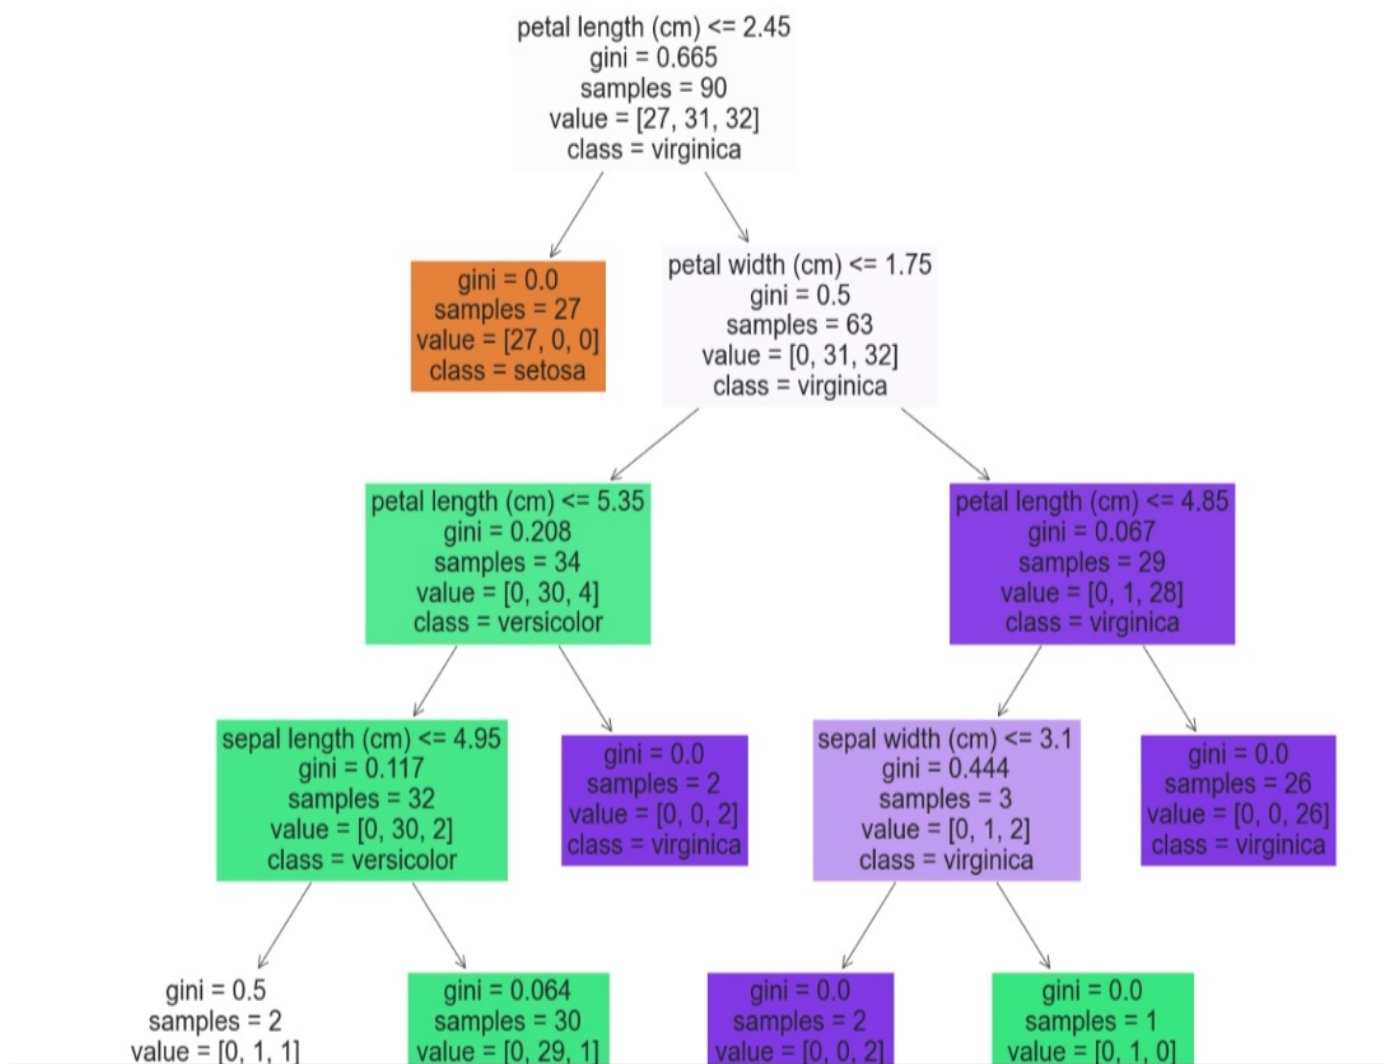 petal length (cm) <= 2.45
gini = 0.665
samples = 90
value = [27, 31, 32]
class = virginica
gini = 0.0
samples = 27
value = [27, 0, 0]
class = setosa
petal width (cm) <= 1.75
gini = 0.5
samples = 63
value = [0, 31, 32]
class = virginica
petal length (cm) <= 5.35
gini = 0.208
samples = 34
value = [0, 30, 4]
class = versicolor
petal length (cm) <= 4.85
gini = 0.067
samples = 29
value = [0, 1, 28]
class = virginica
sepal length (cm) <= 4.95
gini = 0.117
samples = 32
value = [0, 30, 2]
class = versicolor
gini = 0.0
samples = 2
value = [0, 0, 2]
class = virginica
sepal width (cm) <= 3.1
gini = 0.444
samples = 3
value = [0, 1, 2]
class = virginica
gini = 0.0
samples = 26
value = [0, 0, 26]
class = virginica
gini = 0.5
samples = 2
value = [0, 1, 1]
gini = 0.064
samples = 30
value = [0, 29, 1]
gini = 0.0
samples = 2
value = [0, 0, 2]
gini = 0.0
samples = 1
value = [0, 1, 0]